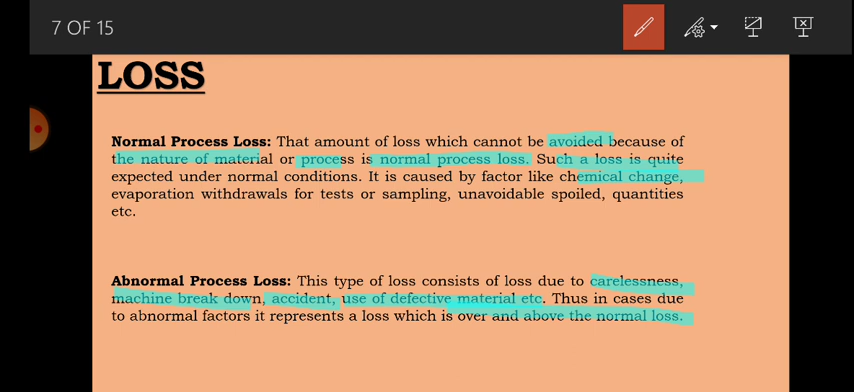 7 OF 15
LOSS
Normal Process Loss: That amount of loss which cannot be avoided because of
the nature of material or process is normal process loss. Such a loss is quite
expected under normal conditions. It is caused by factor like chemical change,
evaporation withdrawals for tests or sampling, unavoidable spoiled, quantities
etc.
Abnormal Process Loss: This type of loss consists of loss due to carelessness,
machine break down, accident, use of defective material etc. Thus in cases due
to abnormal factors it represents a loss which is over and above the normal loss.